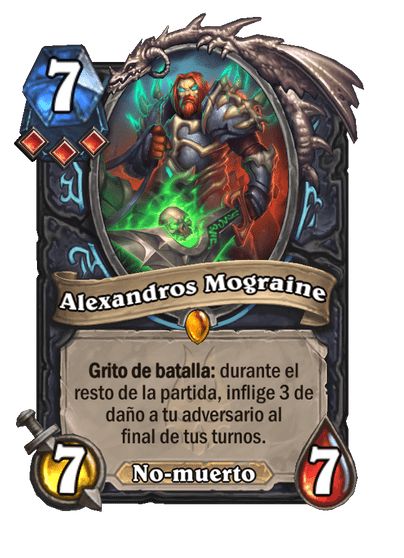 7
Alexandros Mograine
Grito de batalla: durante el
resto de la partida, inflige 3 de
daño a tu adversario al
final de tus turnos.
7
No-muerto
7